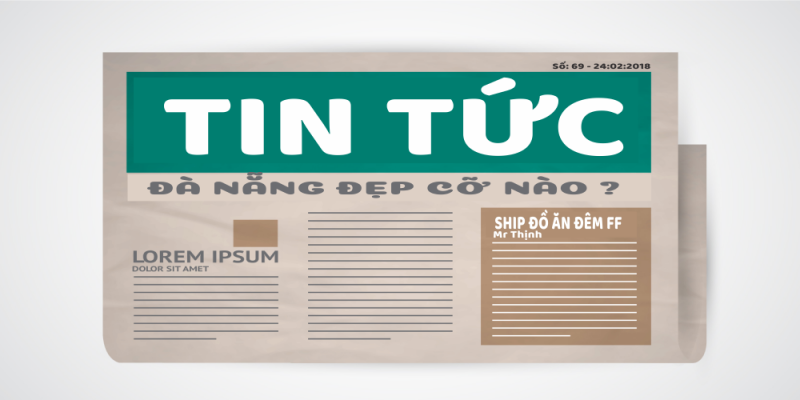 Số: 69 - 24:02:2018
TIN TỨC
ĐÀ NẴNG ĐẸP CỠ NÀO ?
LOREM IPSUM
DOLOR SIT AMET
SHIP ĐỒ ĂN ĐÊM FF
Mr Thịnh